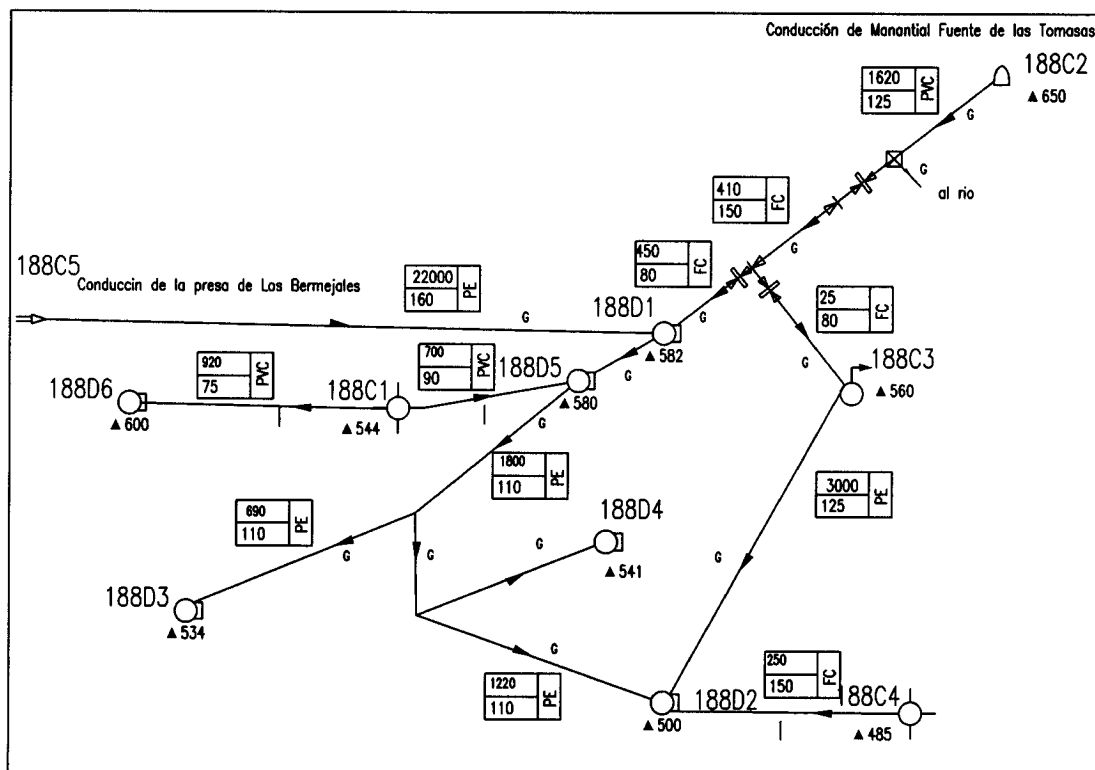 Conducción de Manantial Fuente de las Tomasas
188C2
▲650
1620
125
PVC
G
G
al rio
410
150
FC
G
450
80
FC
G
188C5
Conduccin de la presa de Los Bermejales
22000
160
PE
G
188D1
▲582
25
80
FC
G
188C3
▲560
920
75
PVC
700
90
PVC
188D5
G
▲580
188D6
▲600
188C1
▲544
G
1800
110
PE
3000
125
PE
G
690
110
PE
G
G
188D4
G
▲541
188D3
▲534
G
1220
110
PE
250
150
FC
188D2
▲500
188C4
▲485